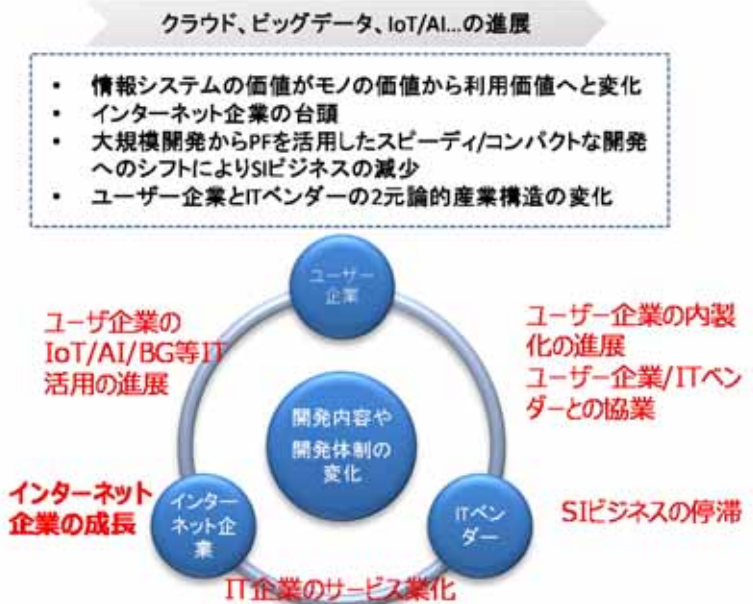 クラウド、ビッグデータ、IoT/AI...の進展
• 情報システムの価値がモノの価値から利用価値へと変化
• インターネット企業の台頭
• 大規模開発からPFを活用したスピーディ/コンパクトな開発
へのシフトによりSIビジネスの減少
• ユーザー企業とITベンダーの2元論的産業構造の変化
ユーザー
企業
ユーザ企業の
IoT/AI/BG等IT
活用の進展
ユーザー企業の内製
化の進展
ユーザー企業/ITベン
ダーとの協業
開発内容や
開発体制の
変化
インターネット
企業の成長
インター
ネット企
業
ITベン
ダー
SIビジネスの停滞
IT企業のサービス業化